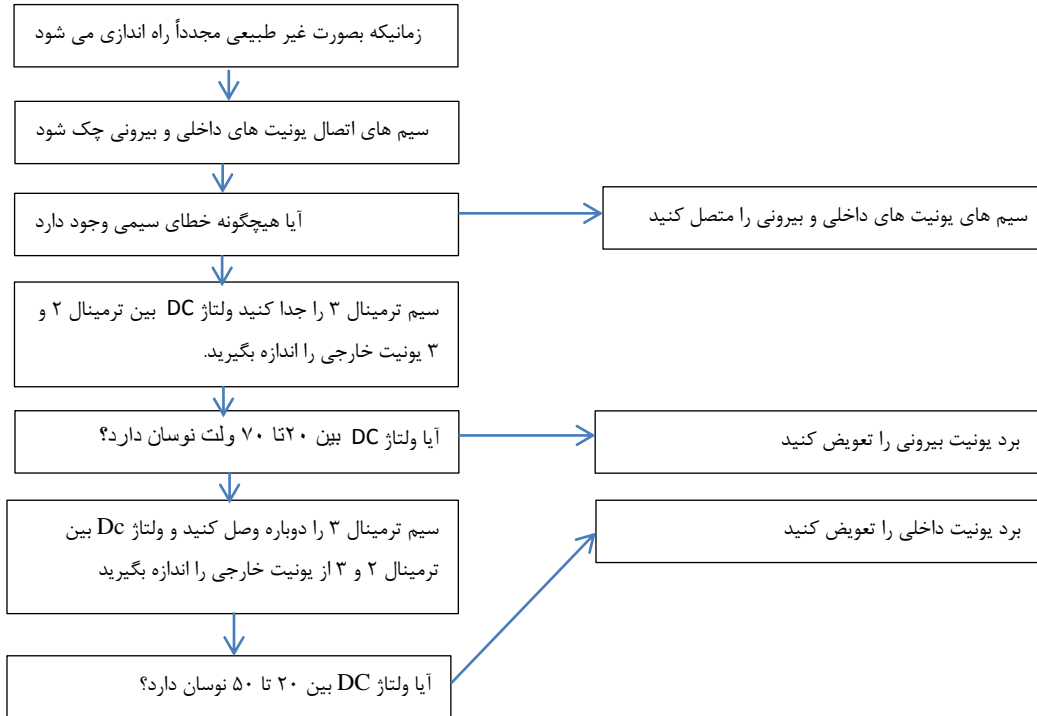 زمانیکه بصورت غیر طبیعی مجدداً راه اندازی می شود
سیم های اتصال یونیت های داخلی و بیرونی چک شود
آیا هیچگونه خطای سیمی وجود دارد
سیم های یونیت های داخلی و بیرونی را متصل کنید
سیم ترمینال ۳ را جدا کنید ولتاژ DC بین ترمینال ۲ و
۳ یونیت خارجی را اندازه بگیرید.
آیا ولتاژ DC بین ۲۰تا ۷۰ ولت نوسان دارد؟
برد یونیت بیرونی را تعویض کنید
سیم ترمینال ۳ را دوباره وصل کنید و ولتاژ Dc بین
ترمینال ۲ و ۳ از یونیت خارجی را اندازه بگیرید
برد یونیت داخلی را تعویض کنید
آیا ولتاژ DC بین ۲۰ تا ۵۰ نوسان دارد؟